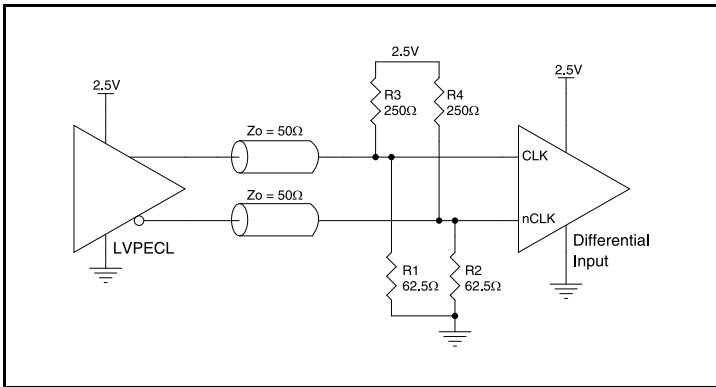 2.5V
2.5V
2.5V
R3
250Ω
R4
250Ω
Zo = 50Ω
CLK
Zo = 50Ω
nCLK
LVPECL
Differential
Input
R1
62.5Ω
R2
62.5Ω